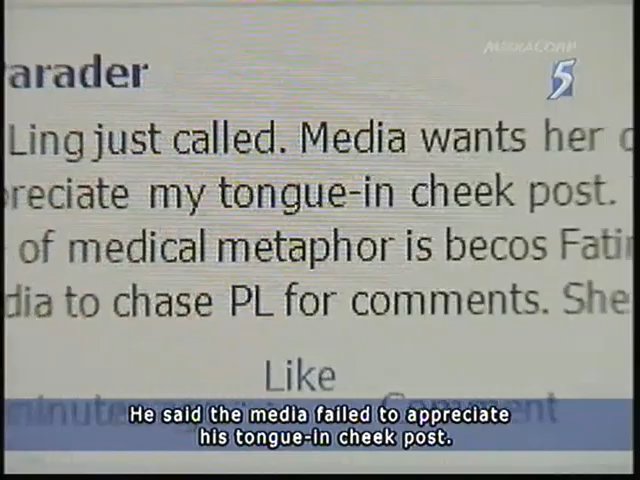 MEDIACORP
5
arader
Ling just called. Media wants her
reciate my tongue-in cheek post.
of medical metaphor is becos Fati
dia to chase PL for comments. She
Like
minute Comment
He said the media failed to appreciate
his tongue-in cheek post.